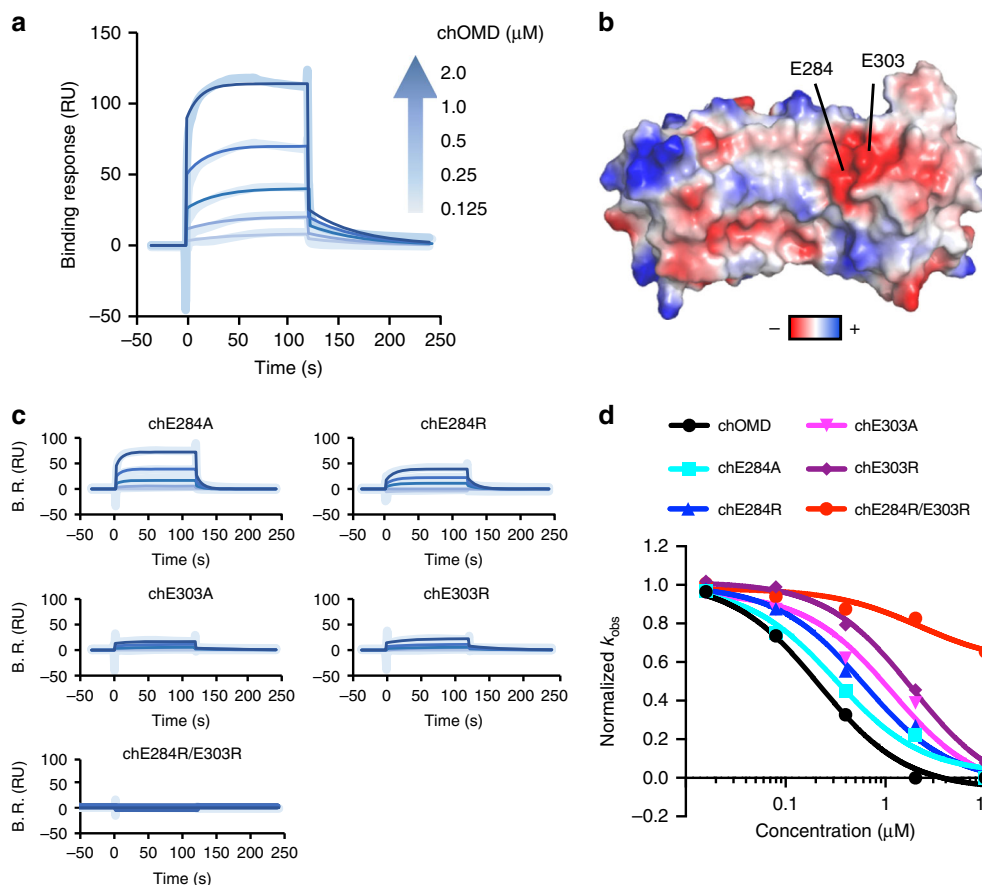 a
chOMD (μM)
150
100
50
0
−50
2.0
1.0
0.5
0.25
0.125
Binding response (RU)
−50 0 50 100 150 200 250
Time (s)
b
E284 E303
− +
c
chE284A
B. R. (RU)
100
50
0
−50
−50 0 50 100 150 200 250
Time (s)
chE284R
100
50
0
−50
−50 0 50 100 150 200 250
Time (s)
chE303A
B. R. (RU)
100
50
0
−50
−50 0 50 100 150 200 250
Time (s)
chE303R
100
50
0
−50
−50 0 50 100 150 200 250
Time (s)
chE284R/E303R
B. R. (RU)
100
50
0
−50
−50 0 50 100 150 200 250
Time (s)
d
chOMD chE303A
chE284A chE303R
chE284R chE284R/E303R
Normalized kobs
1.2
1.0
0.8
0.6
0.4
0.2
0.0
−0.2
0.1 1
Concentration (μM)